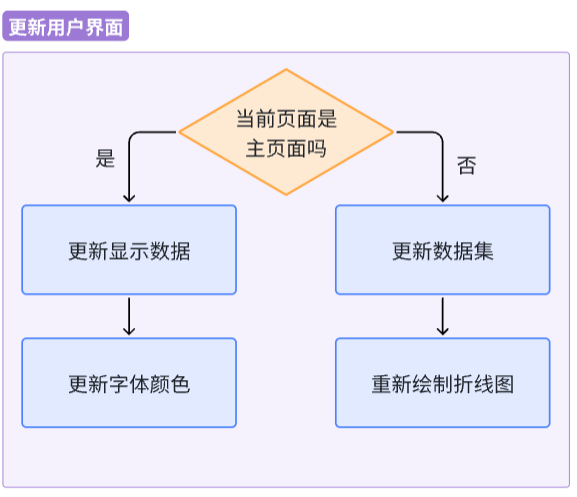 更新用户界面
当前页面是
主页面吗
是
否
更新显示数据
更新数据集
更新字体颜色
重新绘制折线图